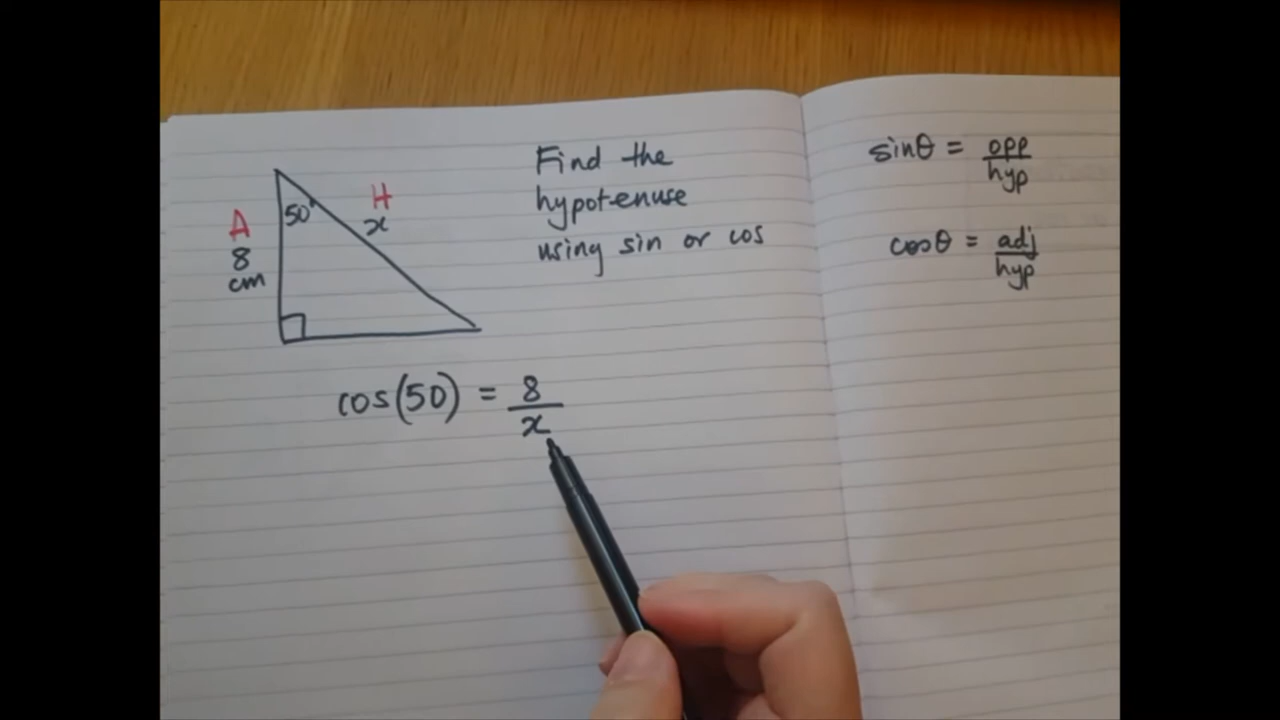 Find the
hypotenuse
using sin or cos
sinθ = opp
hyp
cosθ = adj
hyp
50°
H
x
A
8
cm
cos(50) = 8
x